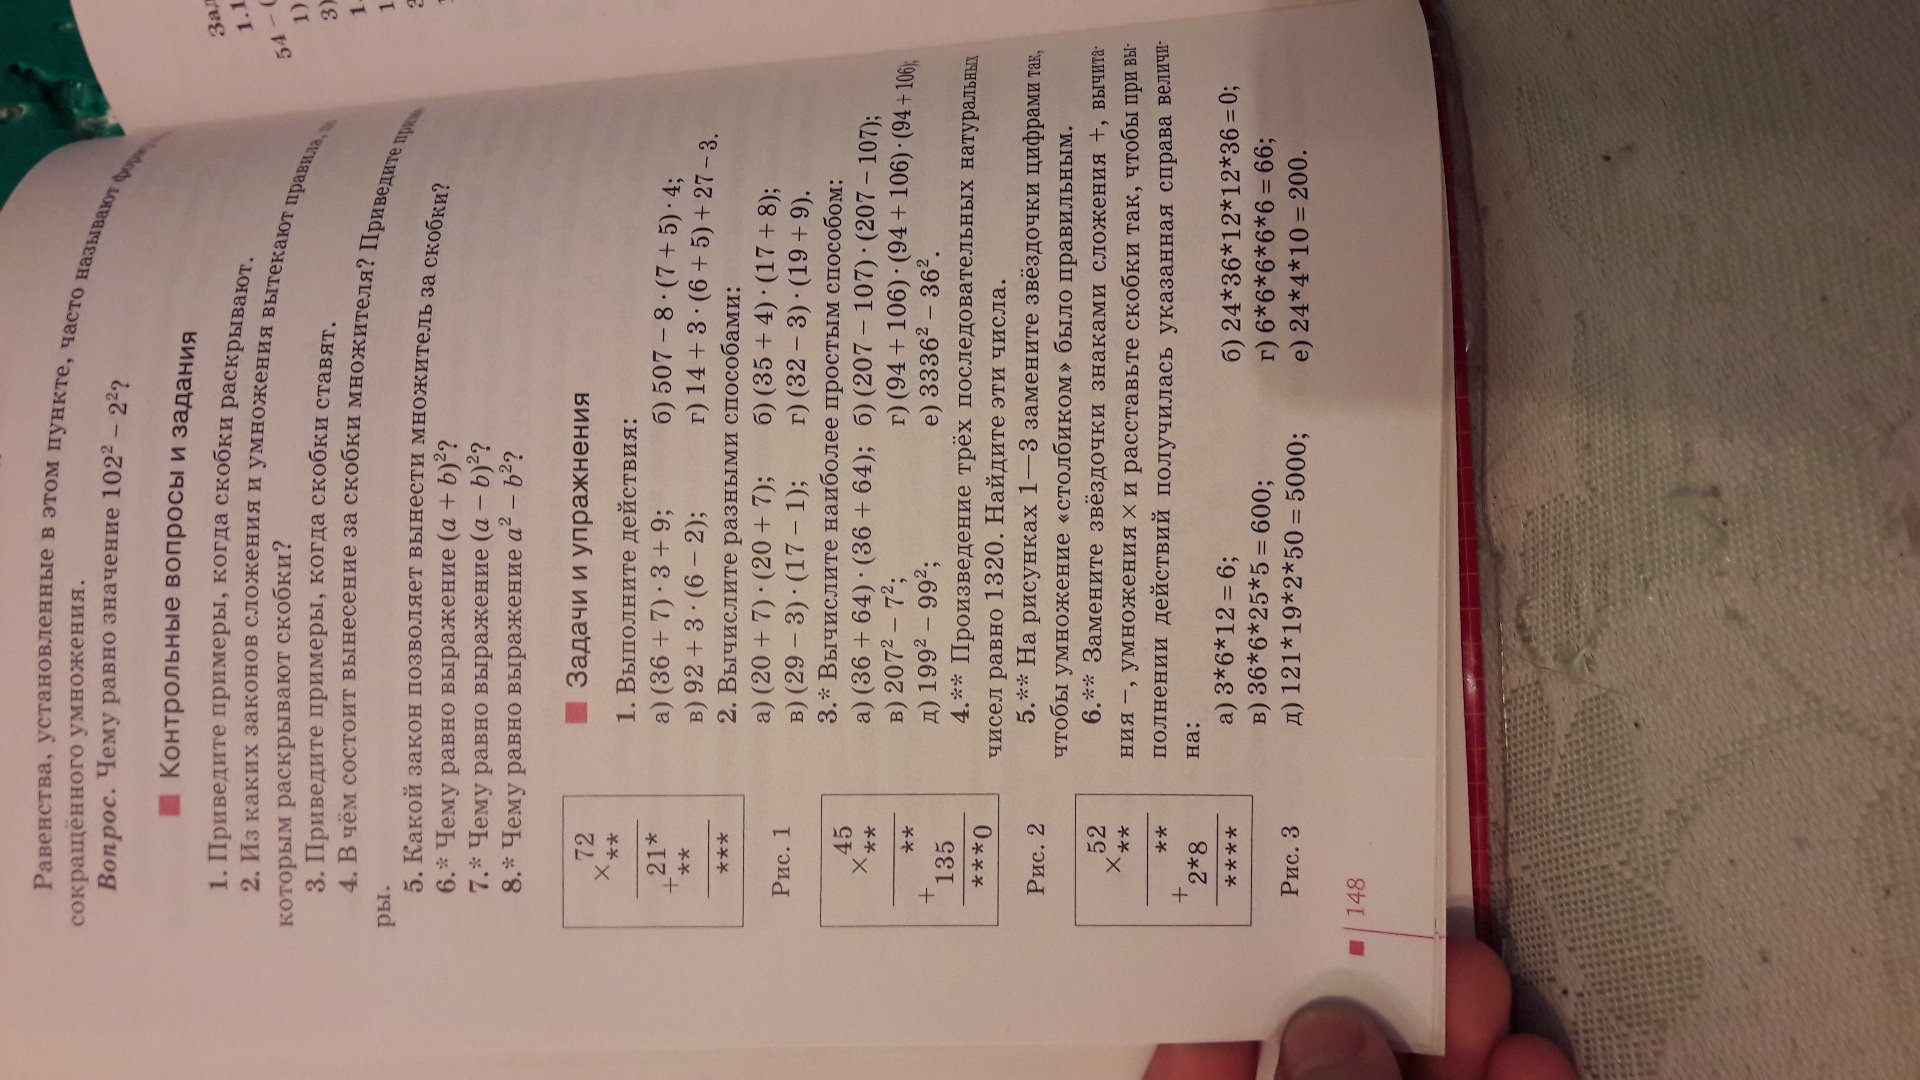 Равенства, установленные в этом пункте, часто называют
сокращённого умножения.
Вопрос. Чему равно значение 102² − 2²?
Контрольные вопросы и задания
1. Приведите примеры, когда скобки раскрывают.
2. Из каких законов сложения и умножения вытекают правила,
которым раскрывают скобки?
3. Приведите примеры, когда скобки ставят.
4. В чём состоит вынесение за скобки множителя? Приведите
ры.
5. Какой закон позволяет вынести множитель за скобки?
6.* Чему равно выражение (a + b)²?
7.* Чему равно выражение (a − b)²?
8.* Чему равно выражение a² − b²?
Задачи и упражнения
1. Выполните действия:
а) (36 + 7) · 3 + 9; б) 507 − 8 · (7 + 5) · 4;
в) 92 + 3 · (6 − 2); г) 14 + 3 · (6 + 5) + 27 − 3.
2. Вычислите разными способами:
а) (20 + 7) · (20 + 7); б) (35 + 4) · (17 + 8);
в) (29 − 3) · (17 − 1); г) (32 − 3) · (19 + 9).
3.* Вычислите наиболее простым способом:
а) (36 + 64) · (36 + 64); б) (207 − 107) · (207 − 107);
в) 207² − 7²; г) (94 + 106) · (94 + 106) · (94 + 106);
д) 199² − 99²; е) 3336² − 36².
4.** Произведение трёх последовательных натуральных
чисел равно 1320. Найдите эти числа.
5.** На рисунках 1—3 замените звёздочки цифрами так,
чтобы умножение «столбиком» было правильным.
6.** Замените звёздочки знаками сложения +, вычита-
ния −, умножения × и расставьте скобки так, чтобы при вы-
полнении действий получилась указанная справа величи-
на:
а) 3*6*12 = 6; б) 24*36*12*12*36 = 0;
в) 36*6*25*5 = 600; г) 6*6*6*6*6 = 66;
д) 121*19*2*50 = 5000; е) 24*4*10 = 200.
× 72
**
+ 21*
**
***
Рис. 1
× 45
**
**
+
135
***0
Рис. 2
× 52
**
**
+
2*8
****
Рис. 3
148
Зад
1.1
54 − (
1)
3)
1.
1